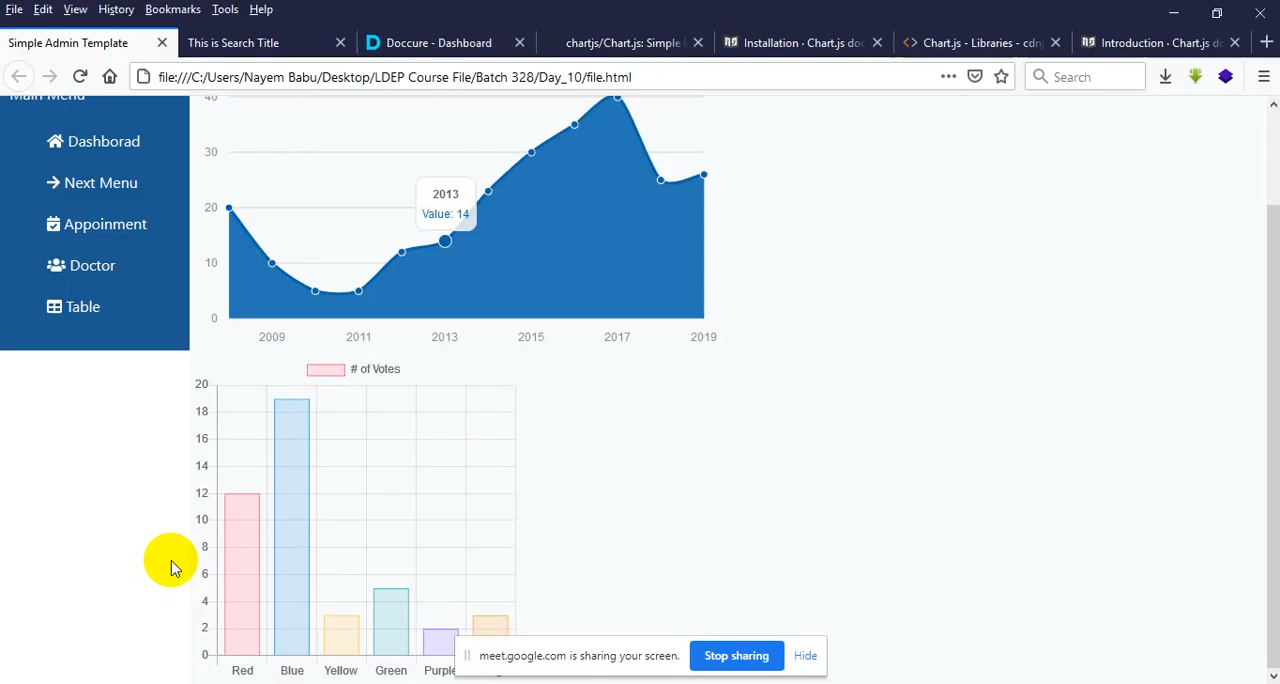 File Edit View History Bookmarks Tools Help
Simple Admin Template
This is Search Title
Doccure - Dashboard
chartjs/Chart.js: Simple
Installation · Chart.js doc
Chart.js - Libraries - cdnj
Introduction · Chart.js d
file:///C:/Users/Nayem Babu/Desktop/LDEP Course File/Batch 328/Day_10/file.html
Search
Main Menu
Dashborad
Next Menu
Appoinment
Doctor
Table
40
30
20
10
0
2013
Value: 14
2009 2011 2013 2015 2017 2019
# of Votes
20
18
16
14
12
10
8
6
4
2
0
Red Blue Yellow Green Purple
meet.google.com is sharing your screen. Stop sharing Hide